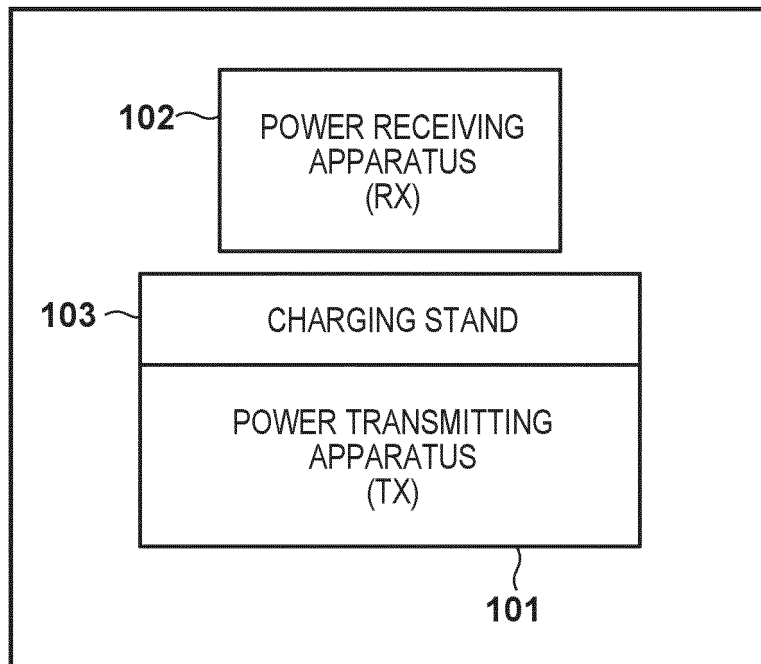 102
POWER RECEIVING
APPARATUS
(RX)
103
CHARGING STAND
POWER TRANSMITTING
APPARATUS
(TX)
101